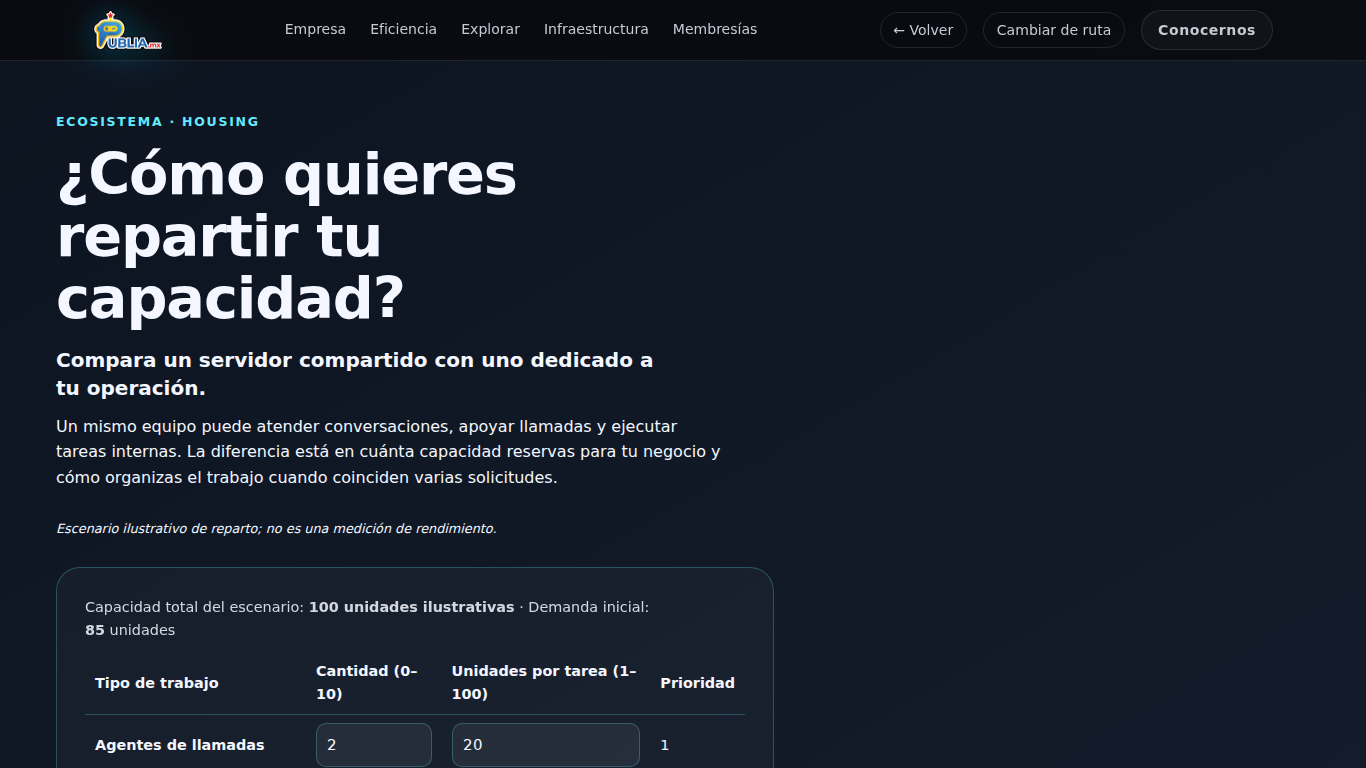 UBLIA.mx
Empresa
Eficiencia
Explorar
Infraestructura
Membresías
← Volver
Cambiar de ruta
Conocernos
ECOSISTEMA · HOUSING
¿Cómo quieres
repartir tu
capacidad?
Compara un servidor compartido con uno dedicado a
tu operación.
Un mismo equipo puede atender conversaciones, apoyar llamadas y ejecutar
tareas internas. La diferencia está en cuánta capacidad reservas para tu negocio y
cómo organizas el trabajo cuando coinciden varias solicitudes.
Escenario ilustrativo de reparto; no es una medición de rendimiento.
Capacidad total del escenario: 100 unidades ilustrativas · Demanda inicial:
85 unidades
Tipo de trabajo
Cantidad (0–
10)
Unidades por tarea (1–
100)
Prioridad
Agentes de llamadas
2
20
1